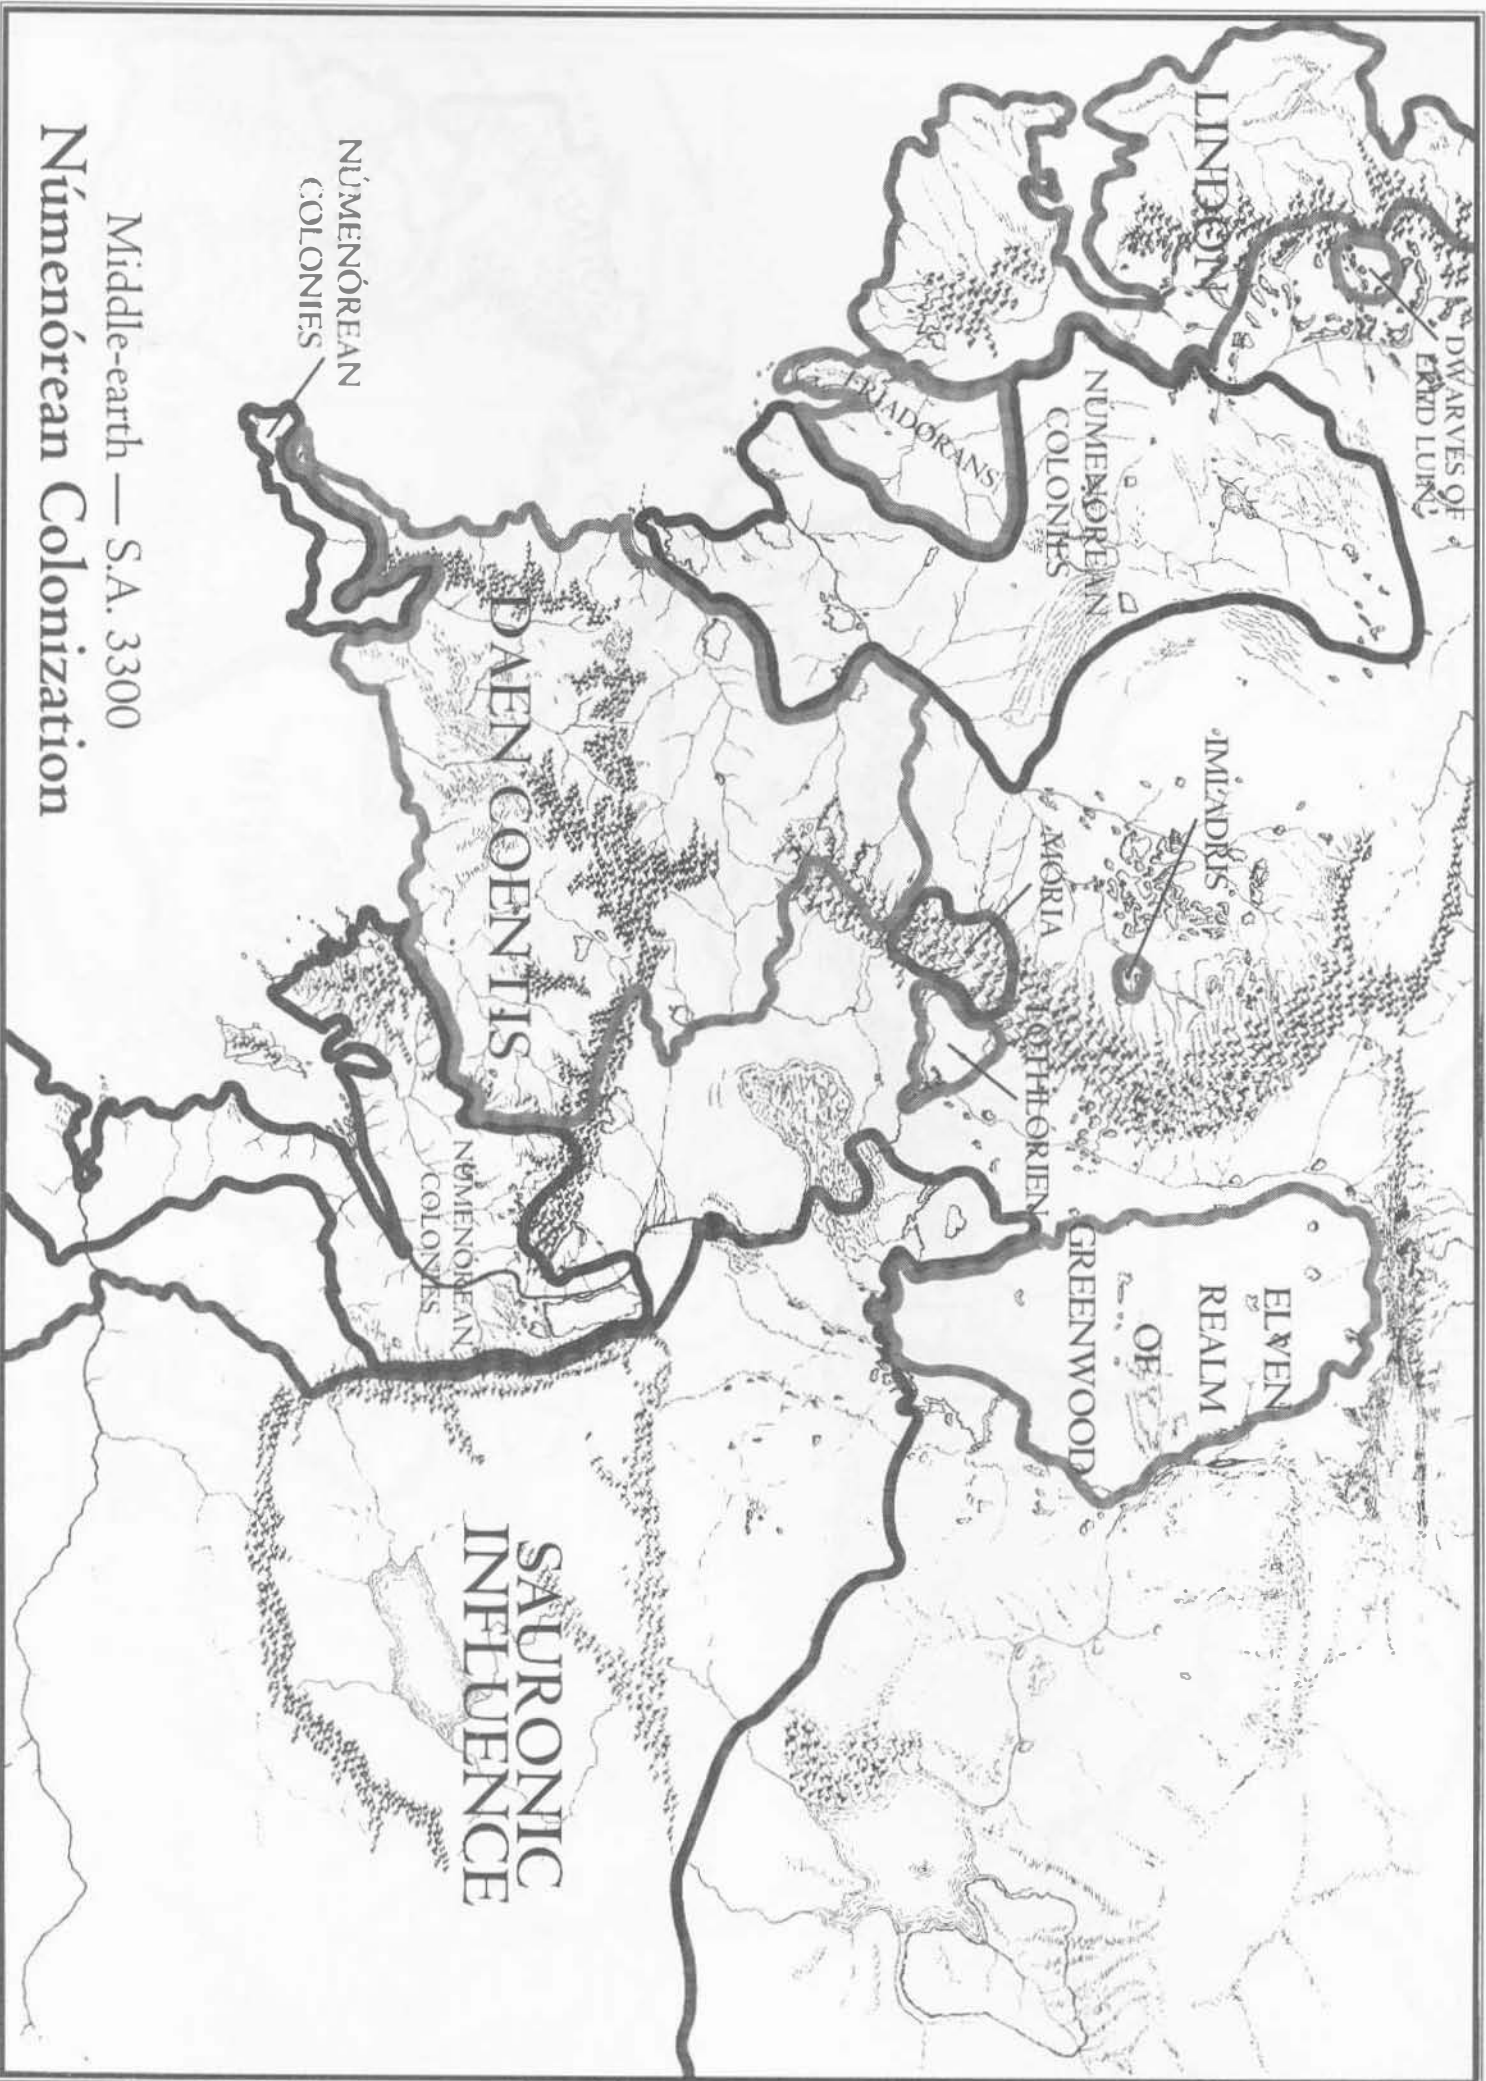 LINDON
DWARVES OF
ERYD LUIN
NÚMENÓREAN
COLONIES
ERIADORANS
IMLADRIS
MORIA
LOTHLÓRIEN
ELVEN
REALM
OF
GREENWOOD
DAEN COENTIS
NÚMENÓREAN
COLONIES
NÚMENÓREAN
COLONIES
SAURONIC
INFLUENCE
Middle-earth — S.A. 3300
Númenórean Colonization